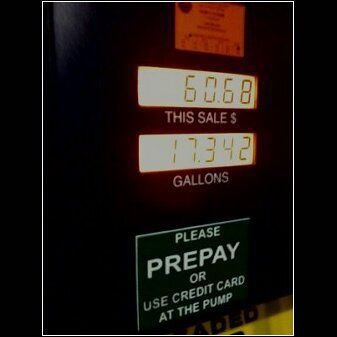 60.68
THIS SALE $
17.342
GALLONS
PLEASE
PREPAY
OR
USE CREDIT CARD
AT THE PUMP